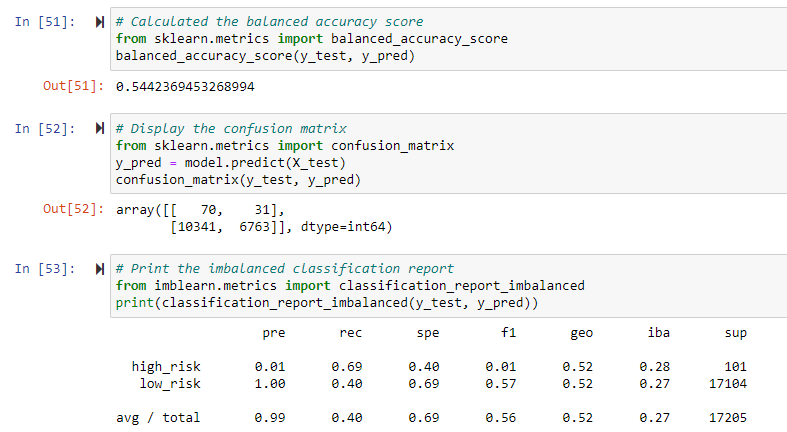 In [51]: # Calculated the balanced accuracy score
from sklearn.metrics import balanced_accuracy_score
balanced_accuracy_score(y_test, y_pred)
Out[51]: 0.5442369453268994
In [52]: # Display the confusion matrix
from sklearn.metrics import confusion_matrix
y_pred = model.predict(X_test)
confusion_matrix(y_test, y_pred)
Out[52]: array([[   70,    31],
       [10341,  6763]], dtype=int64)
In [53]: # Print the imbalanced classification report
from imblearn.metrics import classification_report_imbalanced
print(classification_report_imbalanced(y_test, y_pred))
pre rec spe f1 geo iba sup
high_risk 0.01 0.69 0.40 0.01 0.52 0.28 101
low_risk 1.00 0.40 0.69 0.57 0.52 0.27 17104
avg / total 0.99 0.40 0.69 0.56 0.52 0.27 17205